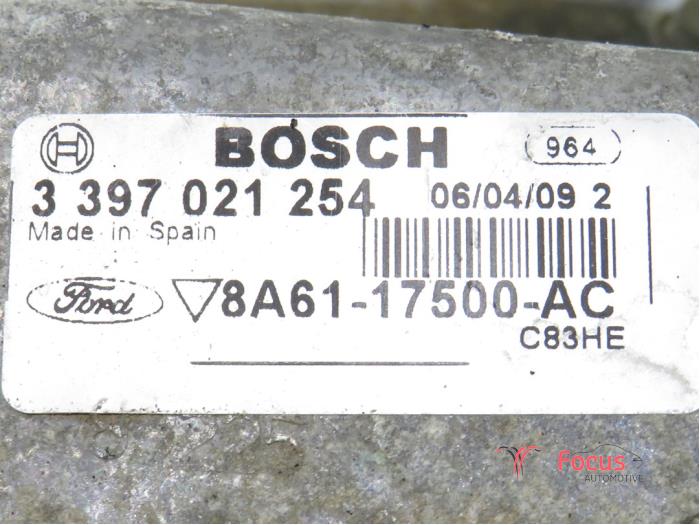 BOSCH 964
3 397 021 254 06/04/09 2
Made in Spain
Ford 8A61-17500-AC
C83HE
Focus
AUTOMOTIVE